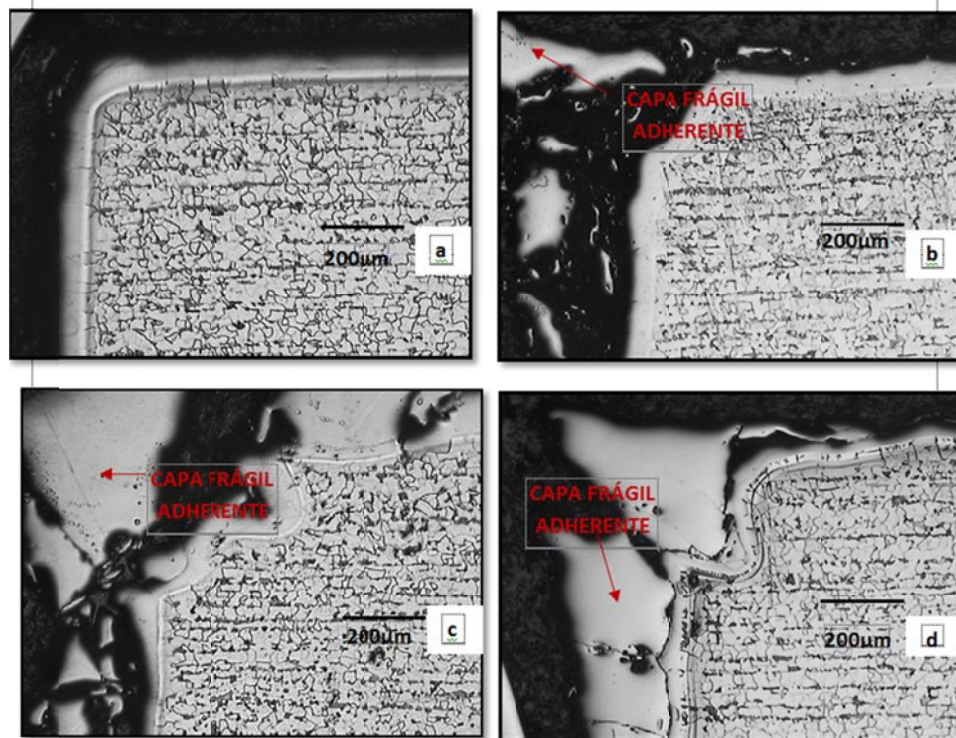 200µm
a
CAPA FRÁGIL
ADHERENTE
200µm
b
CAPA FRÁGIL
ADHERENTE
200µm
c
CAPA FRÁGIL
ADHERENTE
200µm
d